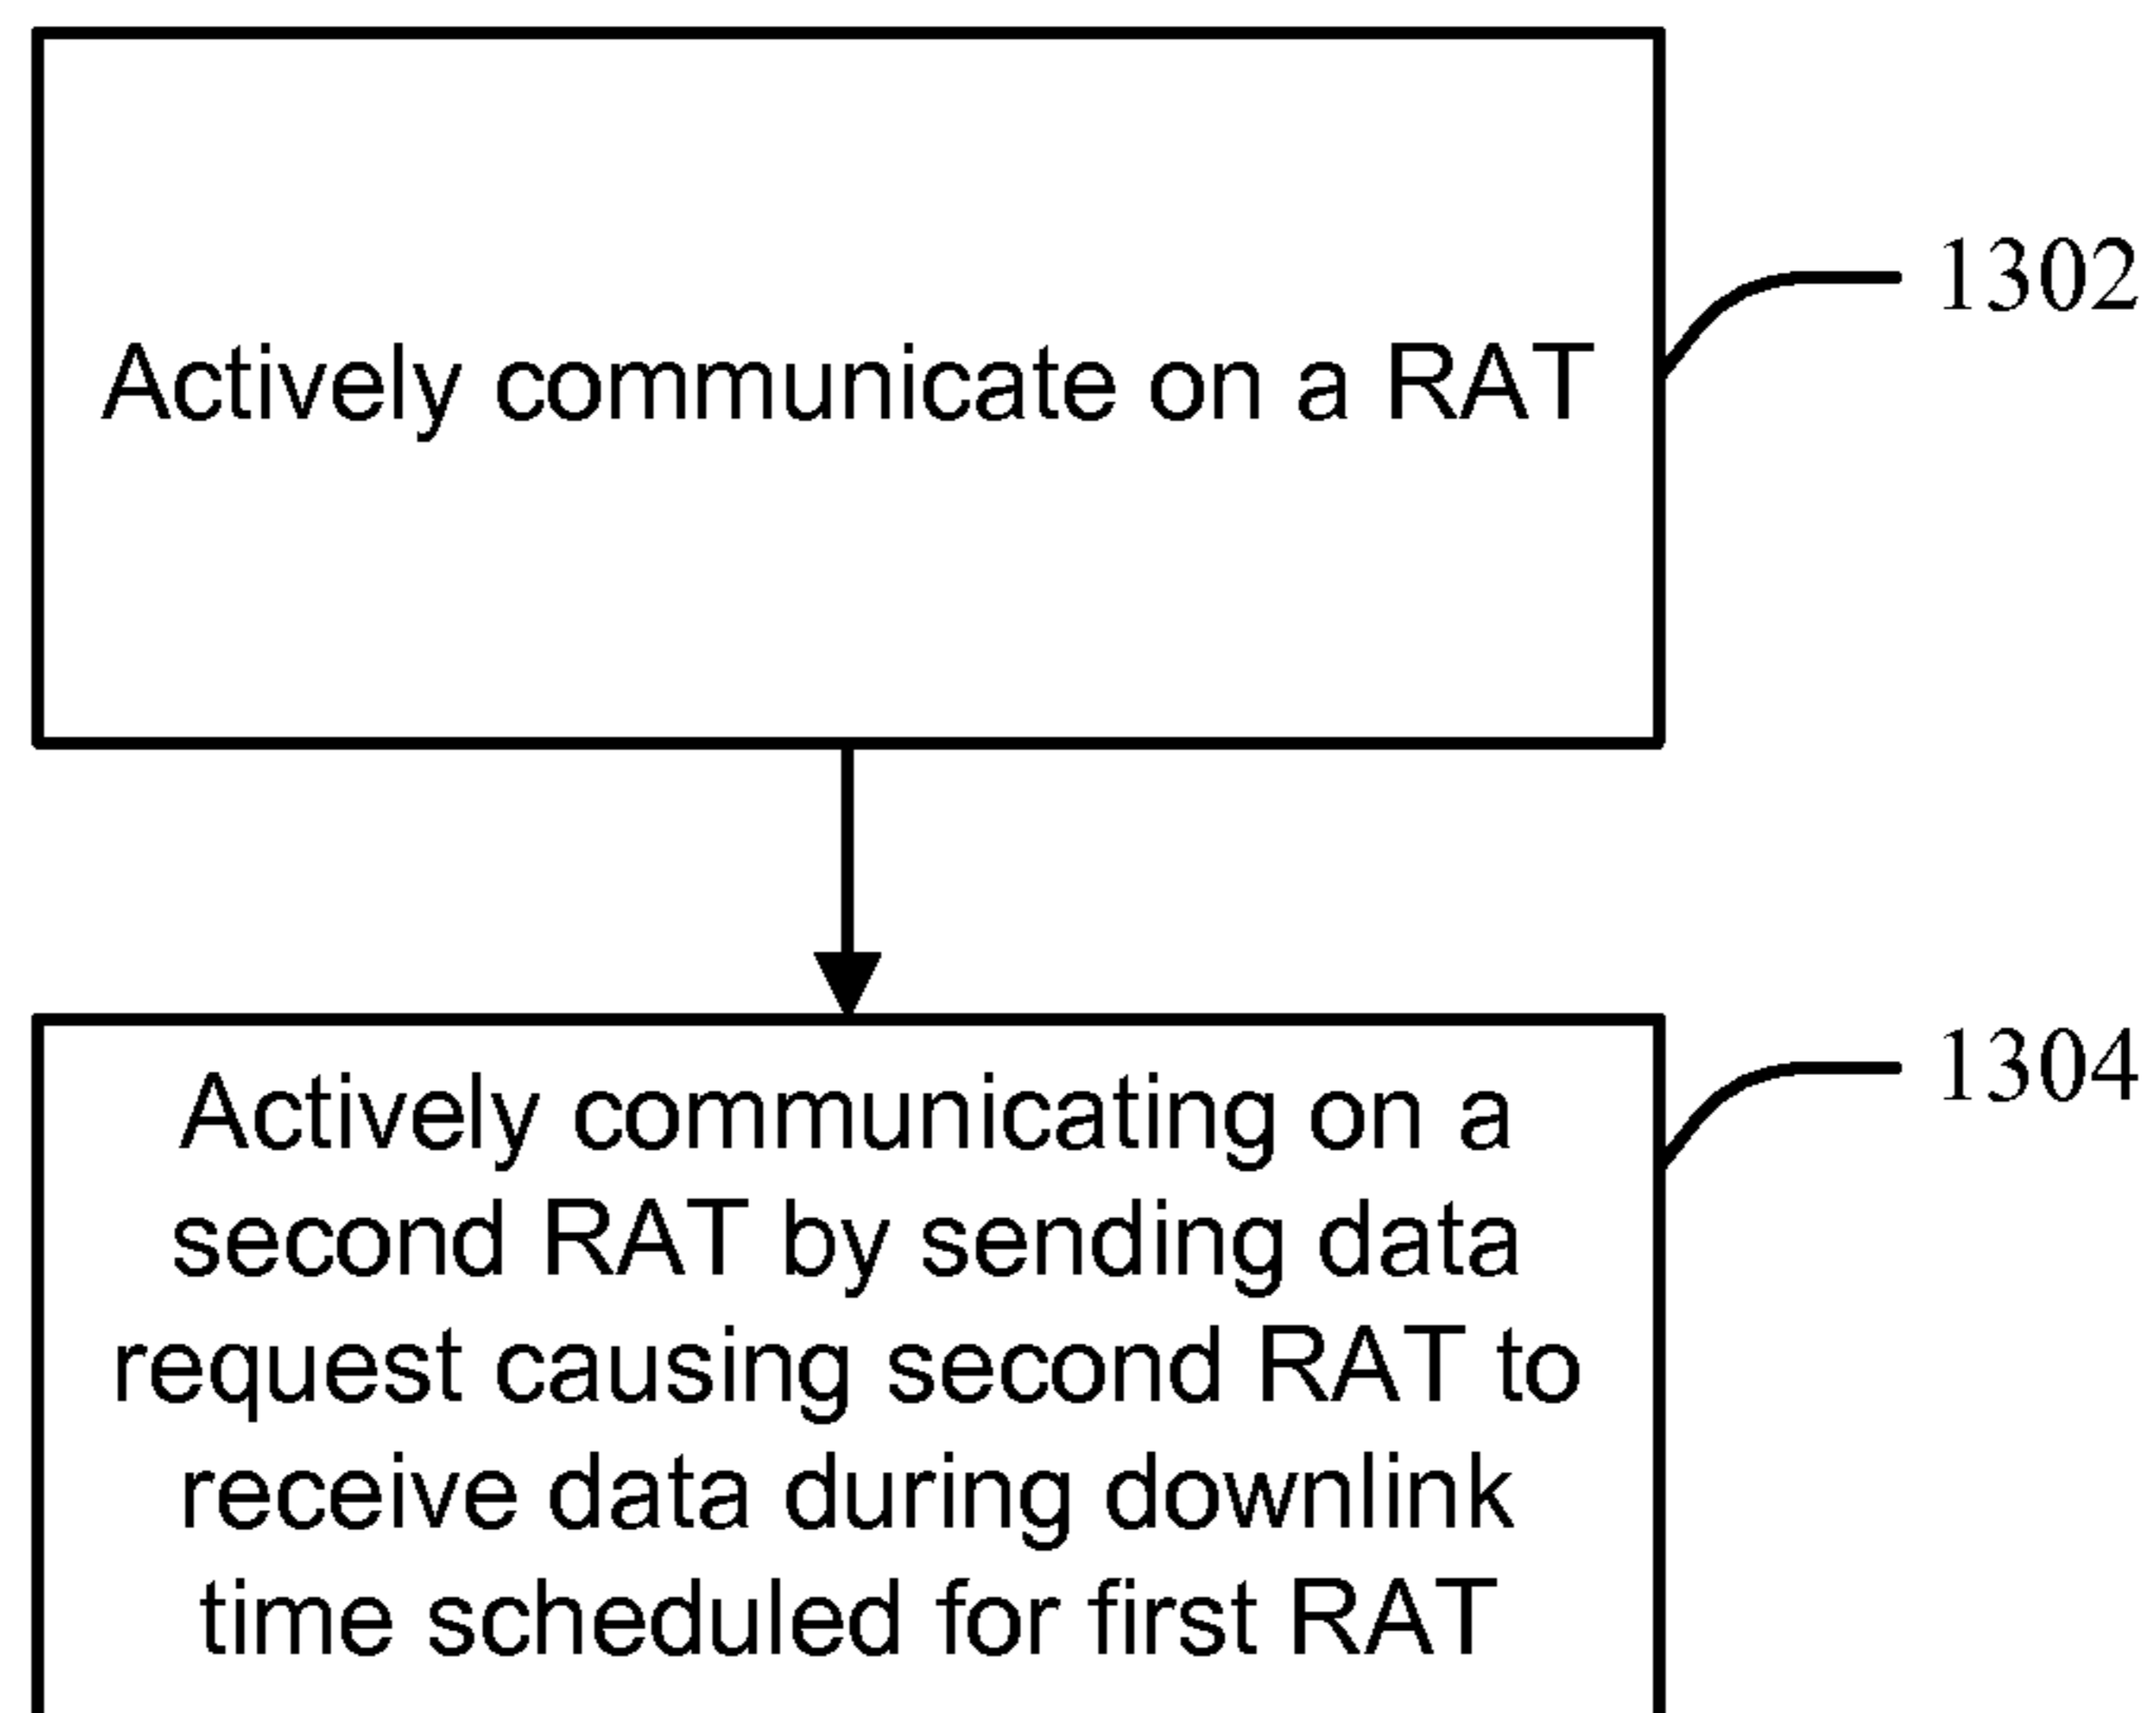 Actively communicate on a RAT
1302
Actively communicating on a
second RAT by sending data
request causing second RAT to
receive data during downlink
time scheduled for first RAT
1304